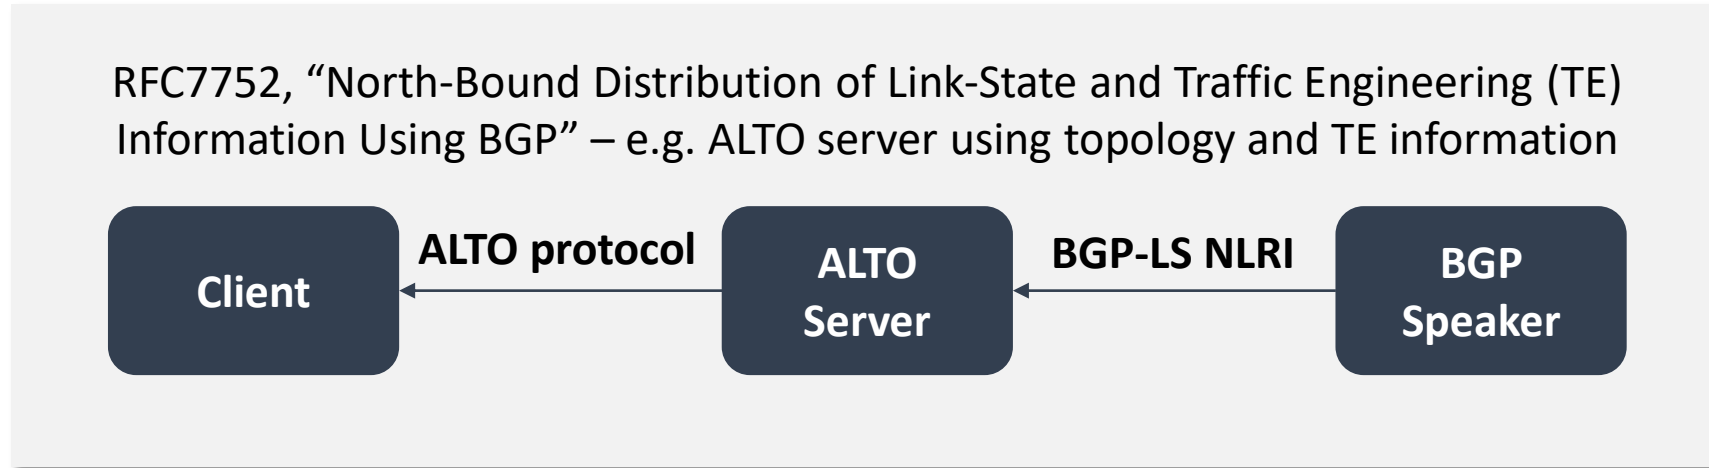 RFC7752, “North-Bound Distribution of Link-State and Traffic Engineering (TE)
Information Using BGP” – e.g. ALTO server using topology and TE information
Client
ALTO protocol
ALTO
Server
BGP-LS NLRI
BGP
Speaker